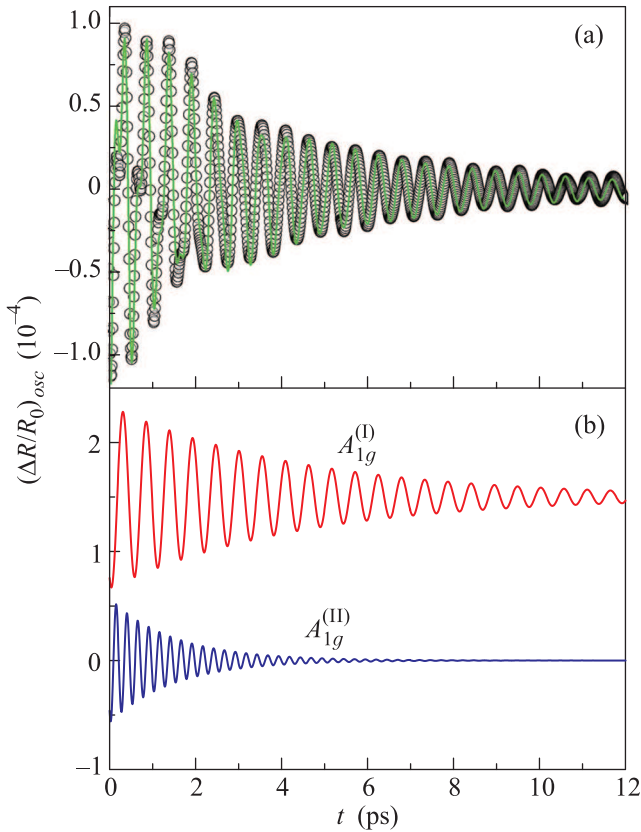 (a)
1.0
0.5
0
−0.5
−1.0
(ΔR/R₀)ₒₛ𝒸 (10⁻⁴)
(b)
A₁g⁽ᴵ⁾
2
1
A₁g⁽ᴵᴵ⁾
0
−1
0 2 4 6 8 10 12
t (ps)